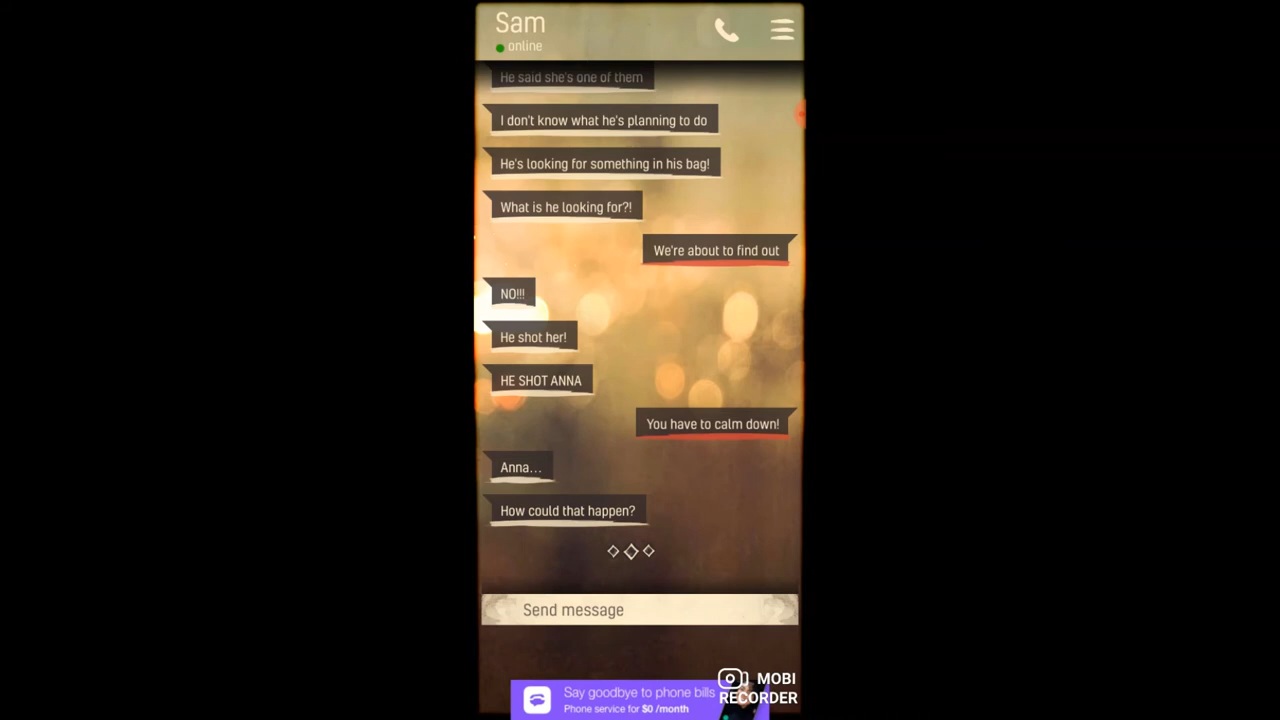 Sam
online
He said she's one of them
I don't know what he's planning to do
He's looking for something in his bag!
What is he looking for?!
We're about to find out
NO!!!
He shot her!
HE SHOT ANNA
You have to calm down!
Anna...
How could that happen?
Send message
Say goodbye to phone bills
Phone service for $0 /month
MOBI
RECORDER